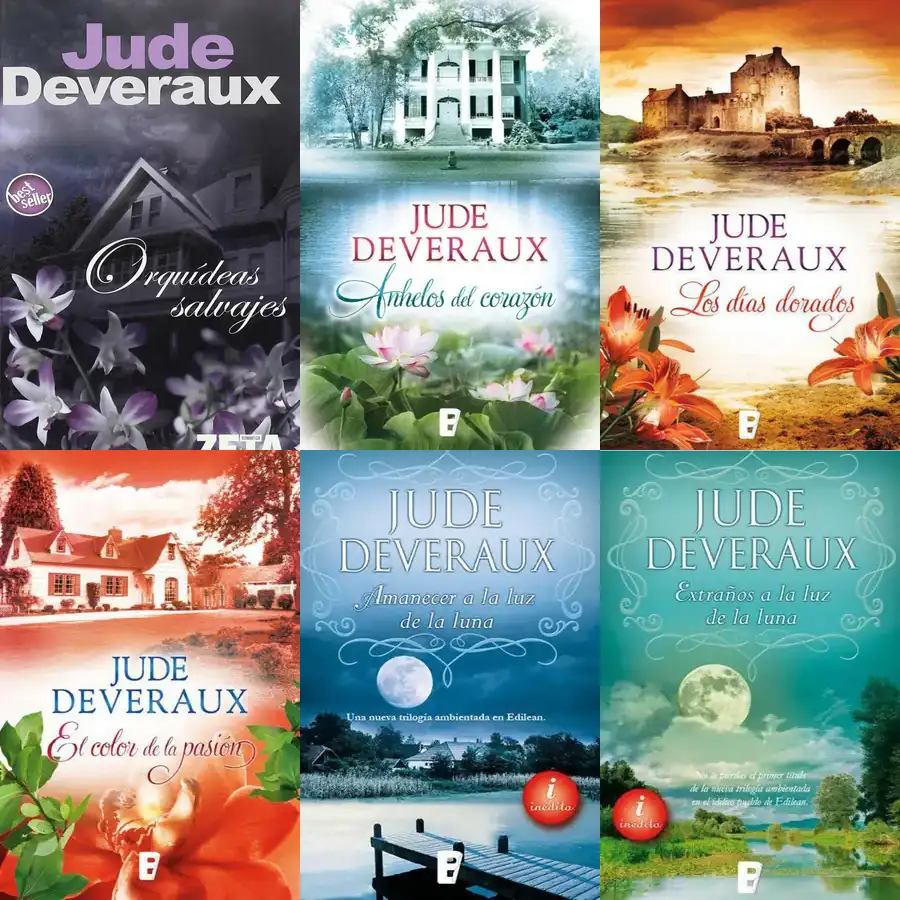 Jude
Deveraux
best
seller
Orquídeas
salvajes
ZETA
JUDE
DEVERAUX
Anhelos del corazón
B
JUDE
DEVERAUX
Los días dorados
B
JUDE
DEVERAUX
El color de la pasión
B
JUDE
DEVERAUX
Amanecer a la luz
de la luna
Una nueva trilogía ambientada en Edilean.
i
inédito
B
JUDE
DEVERAUX
Extraños a la luz
de la luna
No te pierdas el primer título
de la nueva trilogía ambientada
en el idílico pueblo de Edilean.
i
inédito
B